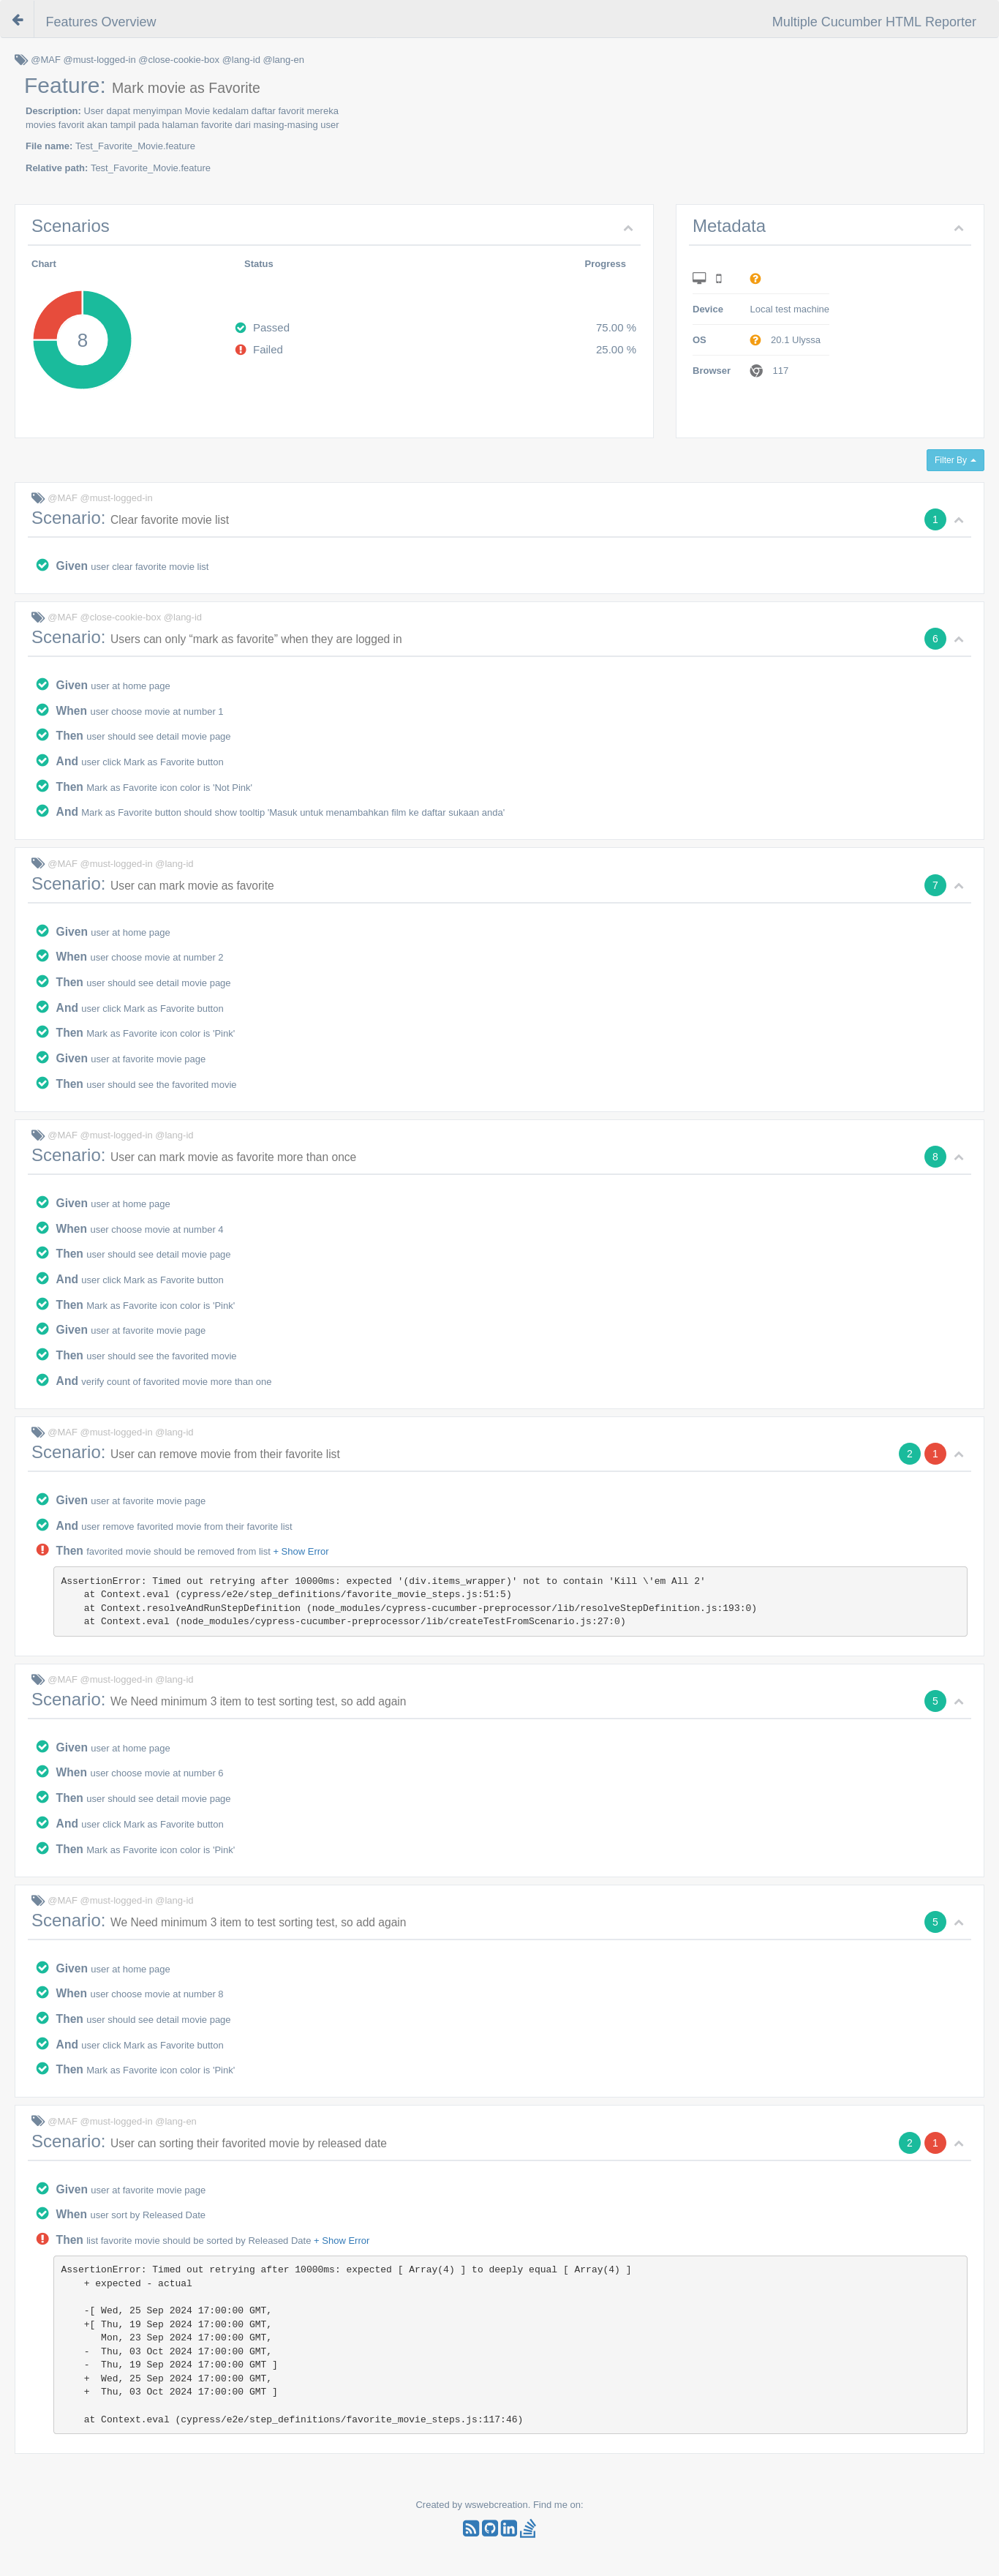 Features Overview
Multiple Cucumber HTML Reporter
@MAF @must-logged-in @close-cookie-box @lang-id @lang-en
Feature: Mark movie as Favorite
Description: User dapat menyimpan Movie kedalam daftar favorit mereka
movies favorit akan tampil pada halaman favorite dari masing-masing user
File name: Test_Favorite_Movie.feature
Relative path: Test_Favorite_Movie.feature
Scenarios
Chart Status Progress
8
Passed 75.00 %
Failed 25.00 %
Metadata
Device Local test machine
OS 20.1 Ulyssa
Browser 117
Filter By
@MAF @must-logged-in
Scenario: Clear favorite movie list 1
Given user clear favorite movie list
@MAF @close-cookie-box @lang-id
Scenario: Users can only “mark as favorite” when they are logged in 6
Given user at home page
When user choose movie at number 1
Then user should see detail movie page
And user click Mark as Favorite button
Then Mark as Favorite icon color is 'Not Pink'
And Mark as Favorite button should show tooltip 'Masuk untuk menambahkan film ke daftar sukaan anda'
@MAF @must-logged-in @lang-id
Scenario: User can mark movie as favorite 7
Given user at home page
When user choose movie at number 2
Then user should see detail movie page
And user click Mark as Favorite button
Then Mark as Favorite icon color is 'Pink'
Given user at favorite movie page
Then user should see the favorited movie
@MAF @must-logged-in @lang-id
Scenario: User can mark movie as favorite more than once 8
Given user at home page
When user choose movie at number 4
Then user should see detail movie page
And user click Mark as Favorite button
Then Mark as Favorite icon color is 'Pink'
Given user at favorite movie page
Then user should see the favorited movie
And verify count of favorited movie more than one
@MAF @must-logged-in @lang-id
Scenario: User can remove movie from their favorite list 2 1
Given user at favorite movie page
And user remove favorited movie from their favorite list
Then favorited movie should be removed from list + Show Error
AssertionError: Timed out retrying after 10000ms: expected '(div.items_wrapper)' not to contain 'Kill \'em All 2'
at Context.eval (cypress/e2e/step_definitions/favorite_movie_steps.js:51:5)
at Context.resolveAndRunStepDefinition (node_modules/cypress-cucumber-preprocessor/lib/resolveStepDefinition.js:193:0)
at Context.eval (node_modules/cypress-cucumber-preprocessor/lib/createTestFromScenario.js:27:0)
@MAF @must-logged-in @lang-id
Scenario: We Need minimum 3 item to test sorting test, so add again 5
Given user at home page
When user choose movie at number 6
Then user should see detail movie page
And user click Mark as Favorite button
Then Mark as Favorite icon color is 'Pink'
@MAF @must-logged-in @lang-id
Scenario: We Need minimum 3 item to test sorting test, so add again 5
Given user at home page
When user choose movie at number 8
Then user should see detail movie page
And user click Mark as Favorite button
Then Mark as Favorite icon color is 'Pink'
@MAF @must-logged-in @lang-en
Scenario: User can sorting their favorited movie by released date 2 1
Given user at favorite movie page
When user sort by Released Date
Then list favorite movie should be sorted by Released Date + Show Error
AssertionError: Timed out retrying after 10000ms: expected [ Array(4) ] to deeply equal [ Array(4) ]
+ expected - actual
-[ Wed, 25 Sep 2024 17:00:00 GMT,
+[ Thu, 19 Sep 2024 17:00:00 GMT,
Mon, 23 Sep 2024 17:00:00 GMT,
-  Thu, 03 Oct 2024 17:00:00 GMT,
-  Thu, 19 Sep 2024 17:00:00 GMT ]
+  Wed, 25 Sep 2024 17:00:00 GMT,
+  Thu, 03 Oct 2024 17:00:00 GMT ]
at Context.eval (cypress/e2e/step_definitions/favorite_movie_steps.js:117:46)
Created by wswebcreation. Find me on: